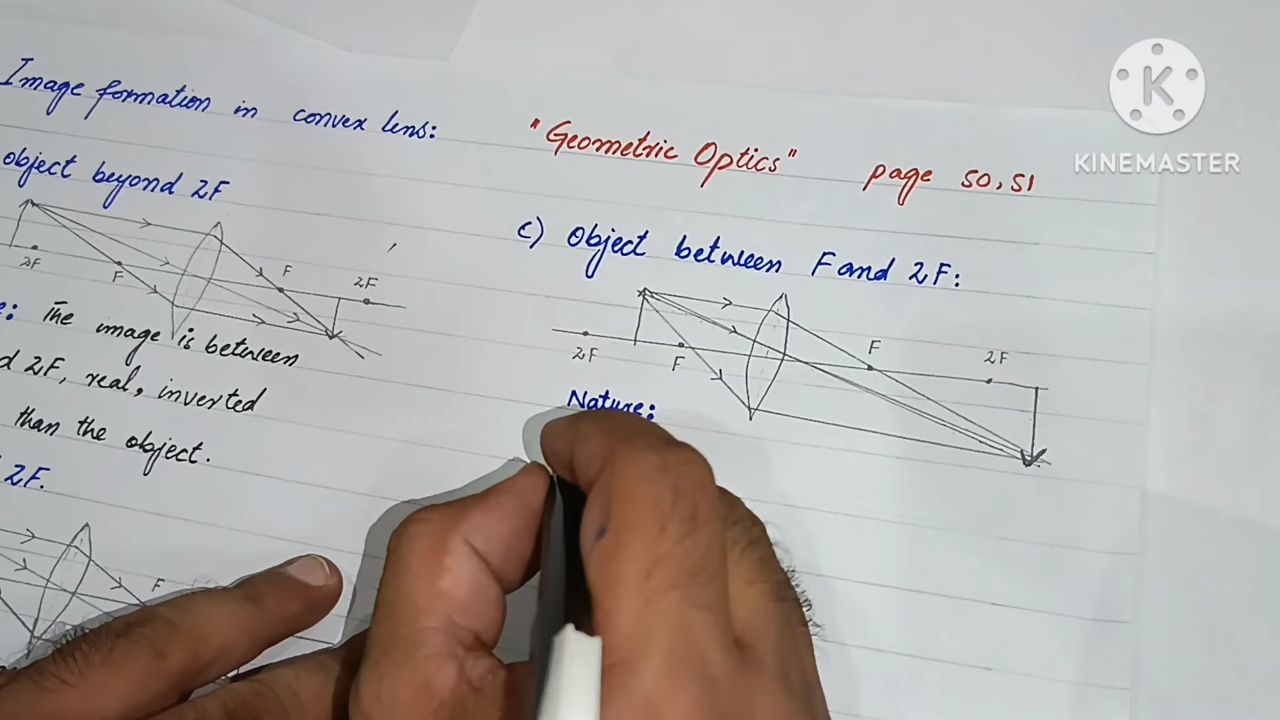 Image formation in convex lens:
object beyond 2F
2F
F
F
2F
The image is between
2F, real, inverted
than the object.
2F.
F
"Geometric Optics" page 50,51
c) Object between F and 2F:
2F
F
F
2F
Nature:
K
KINEMASTER